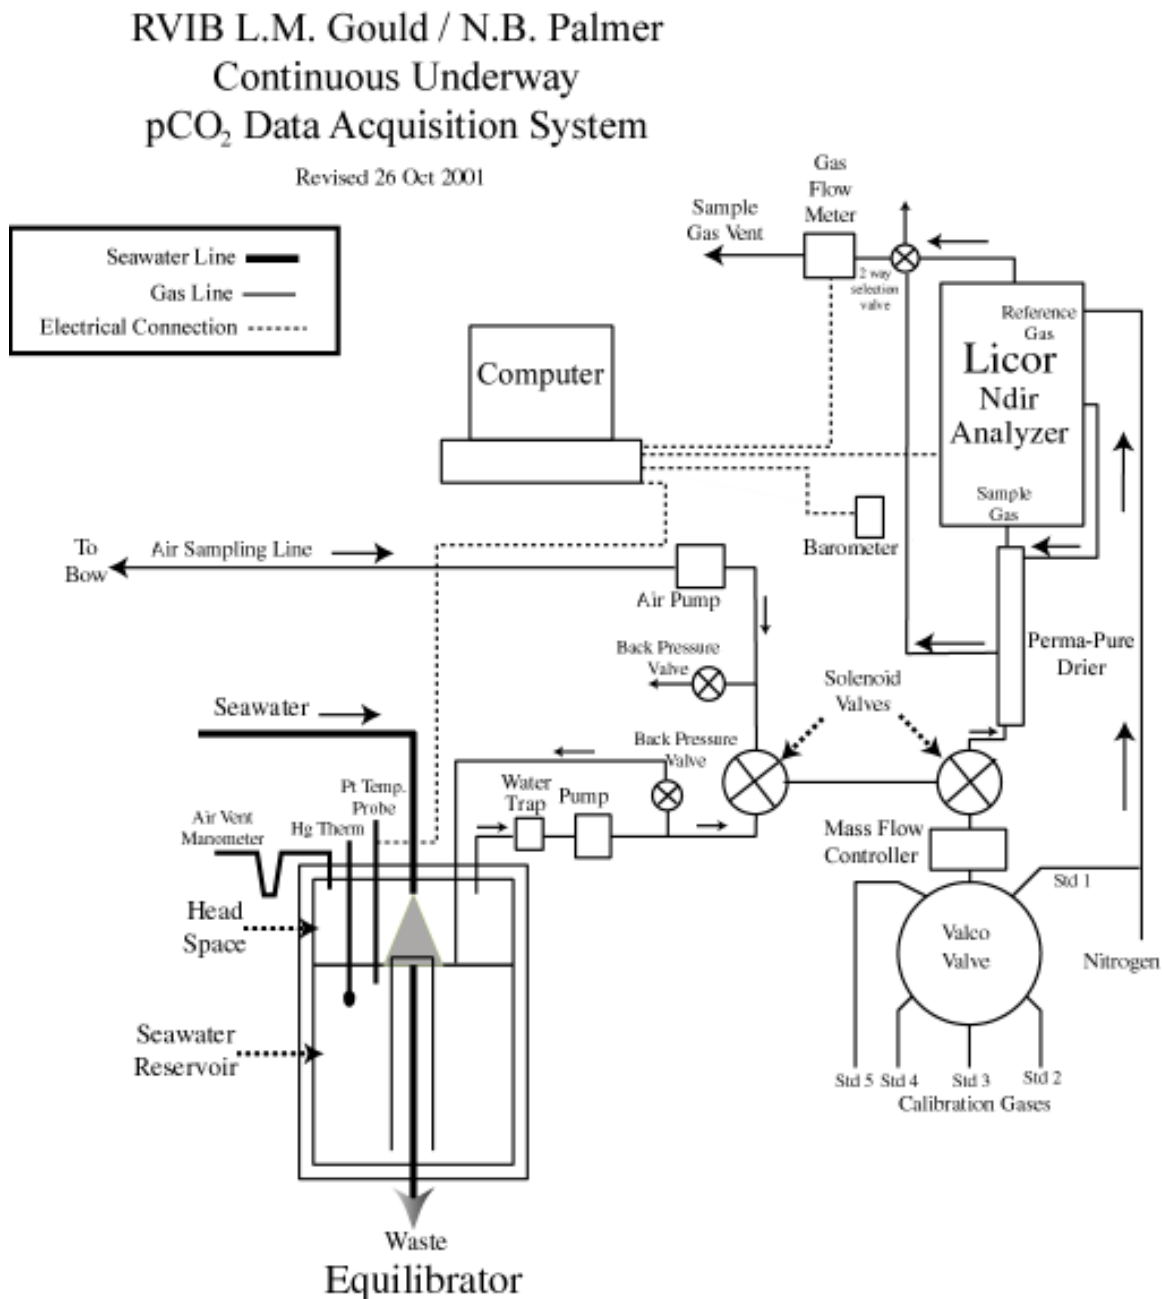 RVIB L.M. Gould / N.B. Palmer
Continuous Underway
pCO₂ Data Acquisition System
Revised 26 Oct 2001
Seawater Line
Gas Line
Electrical Connection
Gas
Flow
Meter
Sample
Gas Vent
2 way
selection
valve
Reference
Gas
Licor
Ndir
Analyzer
Sample
Gas
Computer
Barometer
To
Bow
Air Sampling Line
Air Pump
Back Pressure
Valve
Solenoid
Valves
Perma-Pure
Drier
Seawater
Back Pressure
Valve
Water
Trap
Pump
Pt Temp.
Probe
Air Vent
Manometer
Hg Therm
Mass Flow
Controller
Std 1
Head
Space
Valco
Valve
Nitrogen
Seawater
Reservoir
Std 5
Std 4
Std 3
Std 2
Calibration Gases
Waste
Equilibrator